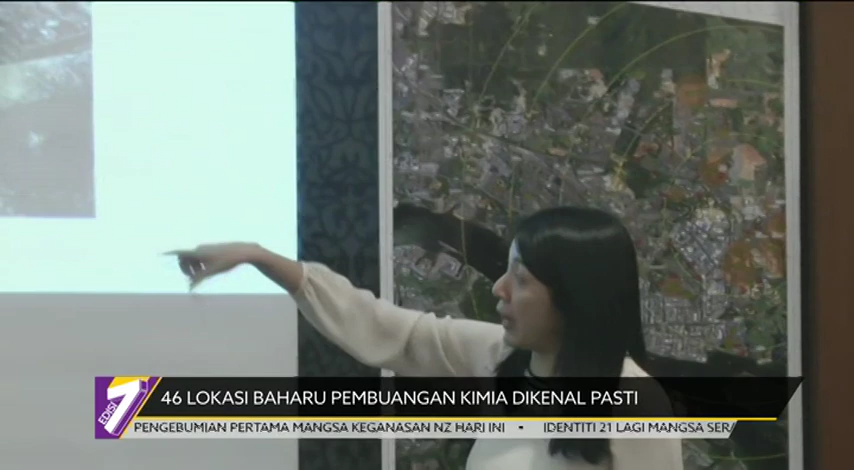 EDISI 7
46 LOKASI BAHARU PEMBUANGAN KIMIA DIKENAL PASTI
PENGEBUMIAN PERTAMA MANGSA KEGANASAN NZ HARI INI • IDENTITI 21 LAGI MANGSA